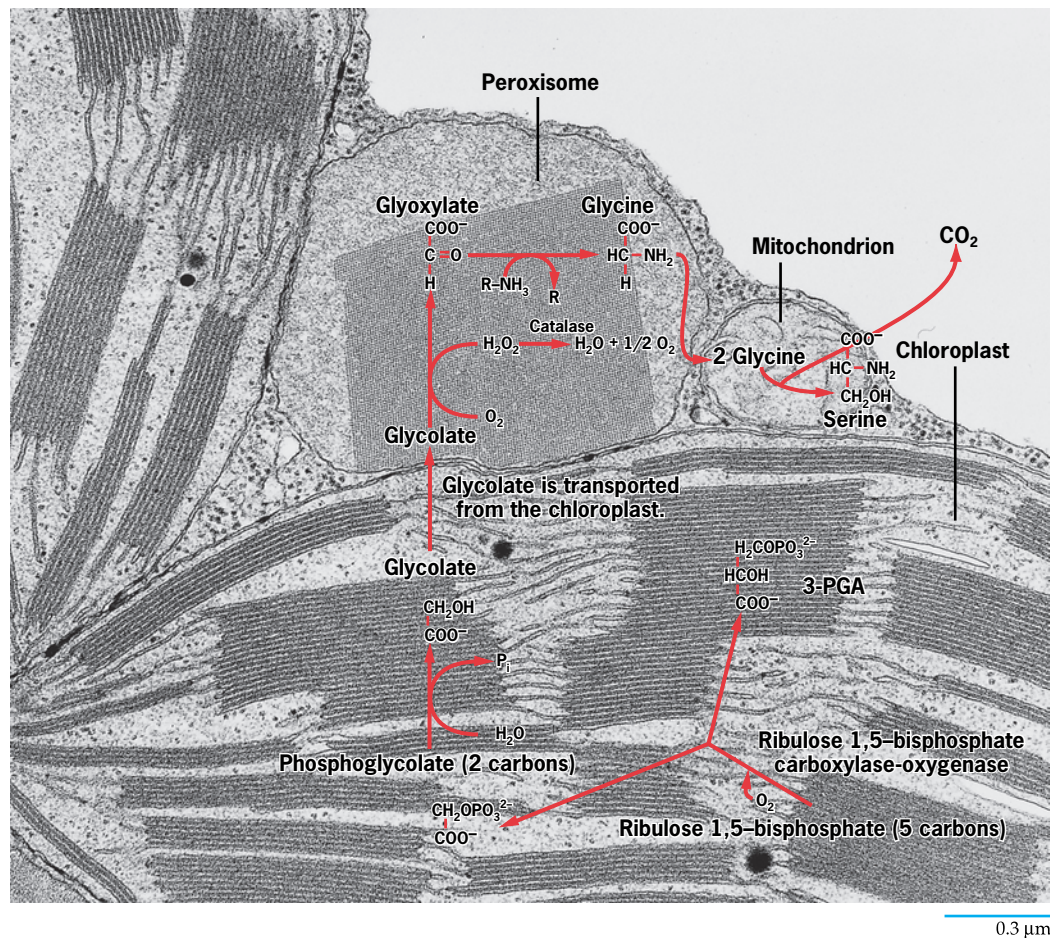 Peroxisome
Glyoxylate
COO⁻
C=O
H
R–NH₃
R
Glycine
COO⁻
HC–NH₂
H
Mitochondrion
CO₂
H₂O₂
Catalase
H₂O + 1/2 O₂
2 Glycine
COO⁻
HC–NH₂
CH₂OH
Serine
Chloroplast
O₂
Glycolate
Glycolate is transported
from the chloroplast.
Glycolate
CH₂OH
COO⁻
Pᵢ
H₂O
Phosphoglycolate (2 carbons)
CH₂OPO₃²⁻
COO⁻
H₂COPO₃²⁻
HCOH
COO⁻
3-PGA
Ribulose 1,5–bisphosphate
carboxylase-oxygenase
O₂
Ribulose 1,5–bisphosphate (5 carbons)
0.3 µm